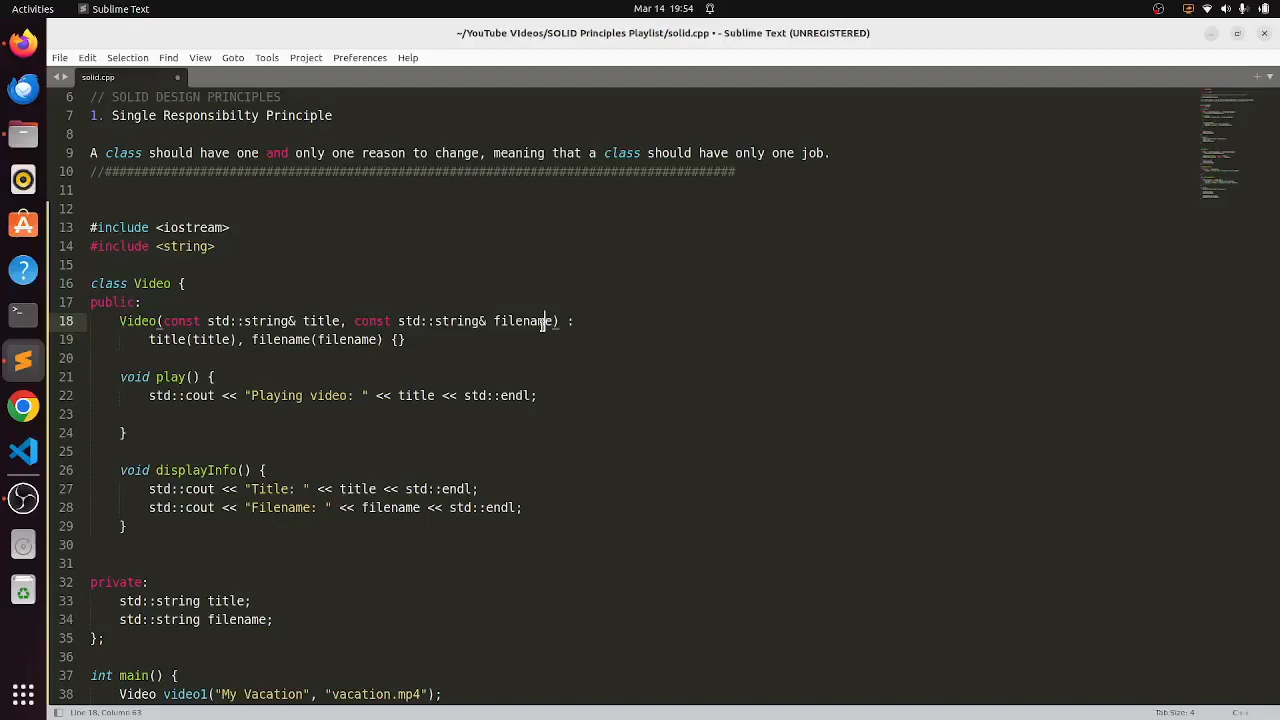 Activities
Sublime Text
Mar 14 19:54
~/YouTube VIdeos/SOLID Principles Playlist/solid.cpp • - Sublime Text (UNREGISTERED)
File Edit Selection Find View Goto Tools Project Preferences Help
solid.cpp
6 // SOLID DESIGN PRINCIPLES
7 1. Single Responsibilty Principle
8
9 A class should have one and only one reason to change, meaning that a class should have only one job.
10 //#######################################################################################
11
12
13 #include <iostream>
14 #include <string>
15
16 class Video {
17 public:
18 Video(const std::string& title, const std::string& filename) :
19 title(title), filename(filename) {}
20
21 void play() {
22 std::cout << "Playing video: " << title << std::endl;
23
24 }
25
26 void displayInfo() {
27 std::cout << "Title: " << title << std::endl;
28 std::cout << "Filename: " << filename << std::endl;
29 }
30
31
32 private:
33 std::string title;
34 std::string filename;
35 };
36
37 int main() {
38 Video video1("My Vacation", "vacation.mp4");
Line 18, Column 63
Tab Size: 4
C++